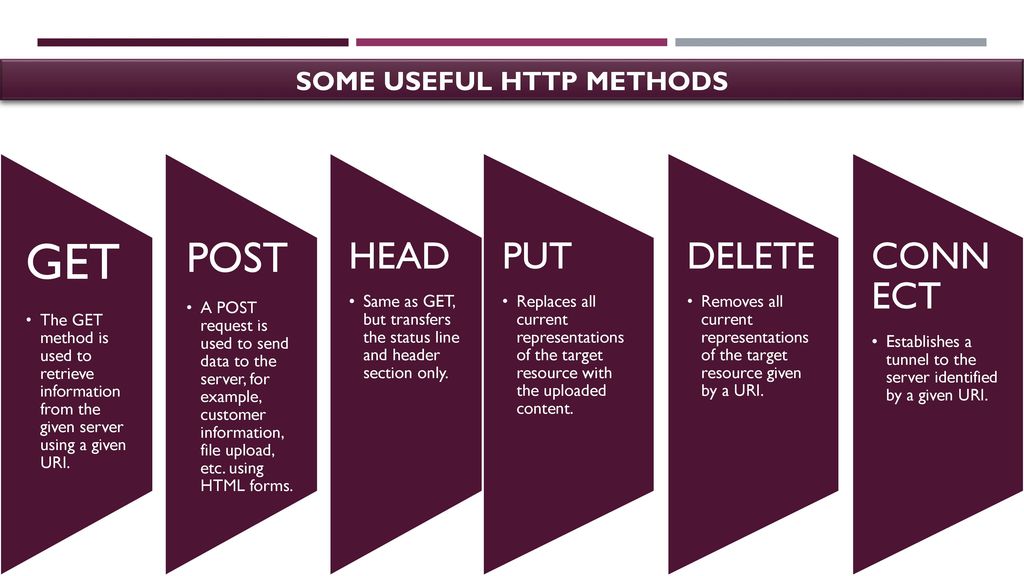 SOME USEFUL HTTP METHODS
GET
• The GET
method is
used to
retrieve
information
from the
given server
using a given
URI.
POST
• A POST
request is
used to send
data to the
server, for
example,
customer
information,
file upload,
etc. using
HTML forms.
HEAD
• Same as GET,
but transfers
the status line
and header
section only.
PUT
• Replaces all
current
representations
of the target
resource with
the uploaded
content.
DELETE
• Removes all
current
representations
of the target
resource given
by a URI.
CONN
ECT
• Establishes a
tunnel to the
server identified
by a given URI.